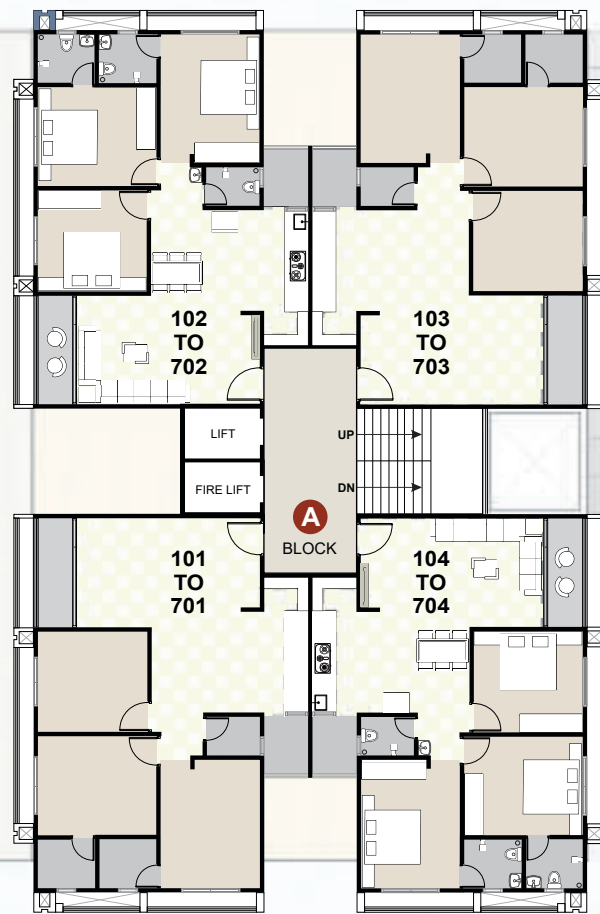 102
TO
702
103
TO
703
LIFT
UP
FIRE LIFT
DN
A
BLOCK
101
TO
701
104
TO
704